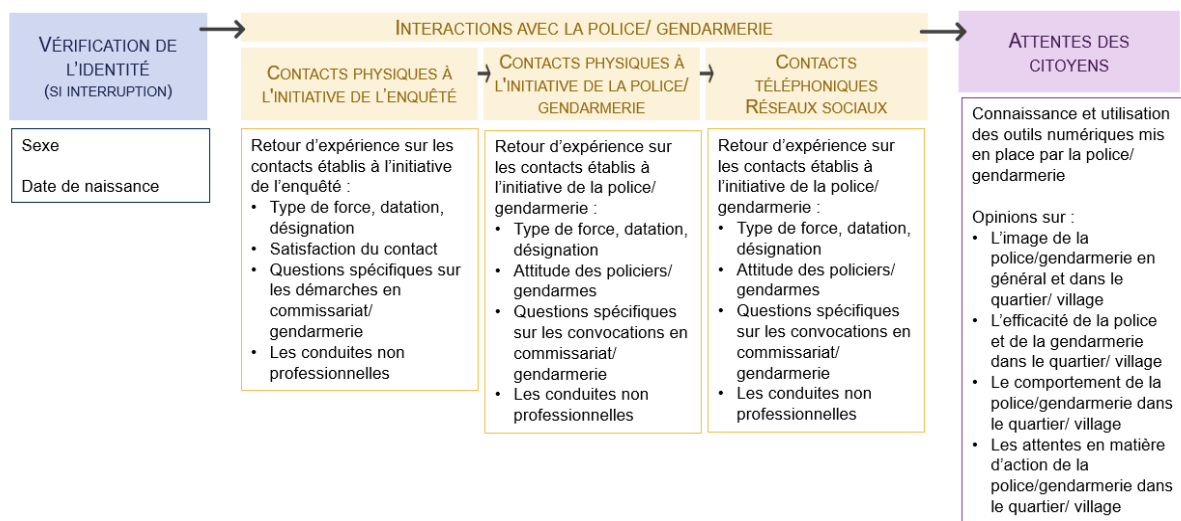 VÉRIFICATION DE
L'IDENTITÉ
(SI INTERRUPTION)
Sexe
Date de naissance
INTERACTIONS AVEC LA POLICE/ GENDARMERIE
CONTACTS PHYSIQUES À
L'INITIATIVE DE L'ENQUÊTÉ
Retour d'expérience sur les
contacts établis à l'initiative
de l'enquêté :
• Type de force, datation,
désignation
• Satisfaction du contact
• Questions spécifiques sur
les démarches en
commissariat/
gendarmerie
• Les conduites non
professionnelles
CONTACTS PHYSIQUES À
L'INITIATIVE DE LA POLICE/
GENDARMERIE
Retour d'expérience sur
les contacts établis à
l'initiative de la police/
gendarmerie :
• Type de force, datation,
désignation
• Attitude des policiers/
gendarmes
• Questions spécifiques
sur les convocations en
commissariat/
gendarmerie
• Les conduites non
professionnelles
CONTACTS
TÉLÉPHONIQUES
RÉSEAUX SOCIAUX
Retour d'expérience sur
les contacts établis à
l'initiative de la police/
gendarmerie :
• Type de force, datation,
désignation
• Attitude des policiers/
gendarmes
• Questions spécifiques
sur les convocations en
commissariat/
gendarmerie
• Les conduites non
professionnelles
ATTENTES DES
CITOYENS
Connaissance et utilisation
des outils numériques mis
en place par la police/
gendarmerie
Opinions sur :
• L'image de la
police/gendarmerie en
général et dans le
quartier/ village
• L'efficacité de la police
et de la gendarmerie
dans le quartier/ village
• Le comportement de la
police/gendarmerie dans
le quartier/ village
• Les attentes en matière
d'action de la
police/gendarmerie dans
le quartier/ village